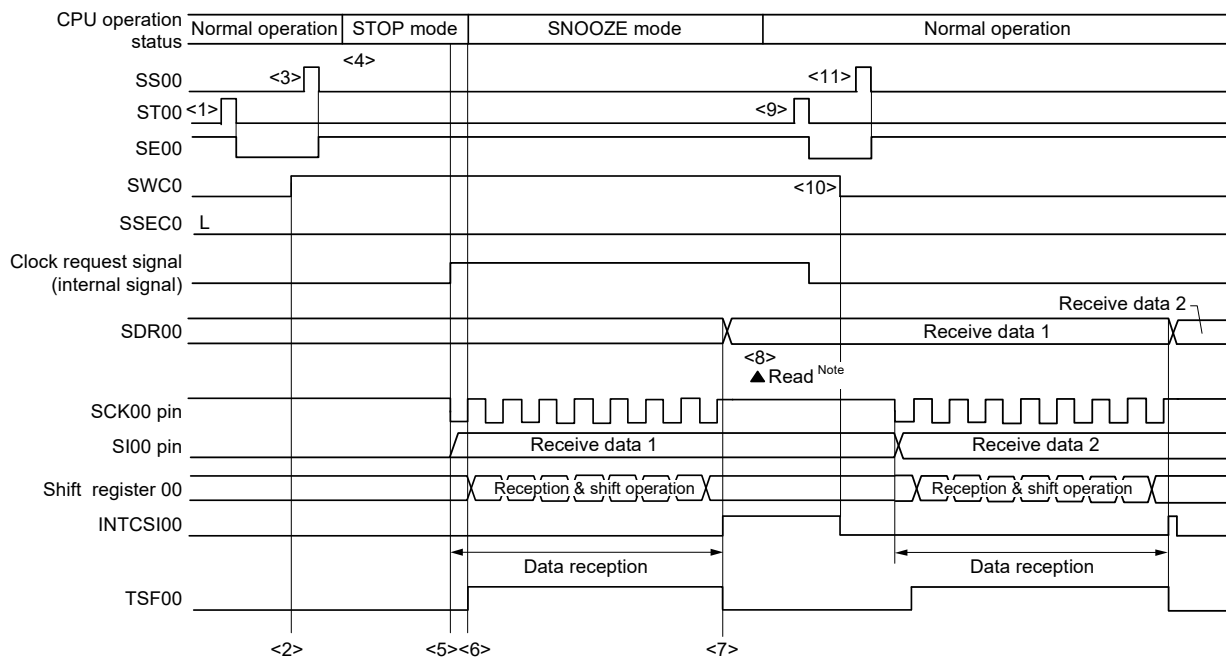 CPU operation status
Normal operation STOP mode SNOOZE mode Normal operation
<4>
SS00 <3> <11>
ST00 <1> <9>
SE00
SWC0 <10>
SSEC0 L
Clock request signal
(internal signal)
Receive data 2
SDR00 Receive data 1
<8>
▲ Read Note
SCK00 pin
SI00 pin Receive data 1 Receive data 2
Shift register 00 Reception & shift operation Reception & shift operation
INTCSI00
Data reception Data reception
TSF00
<2> <5><6> <7>